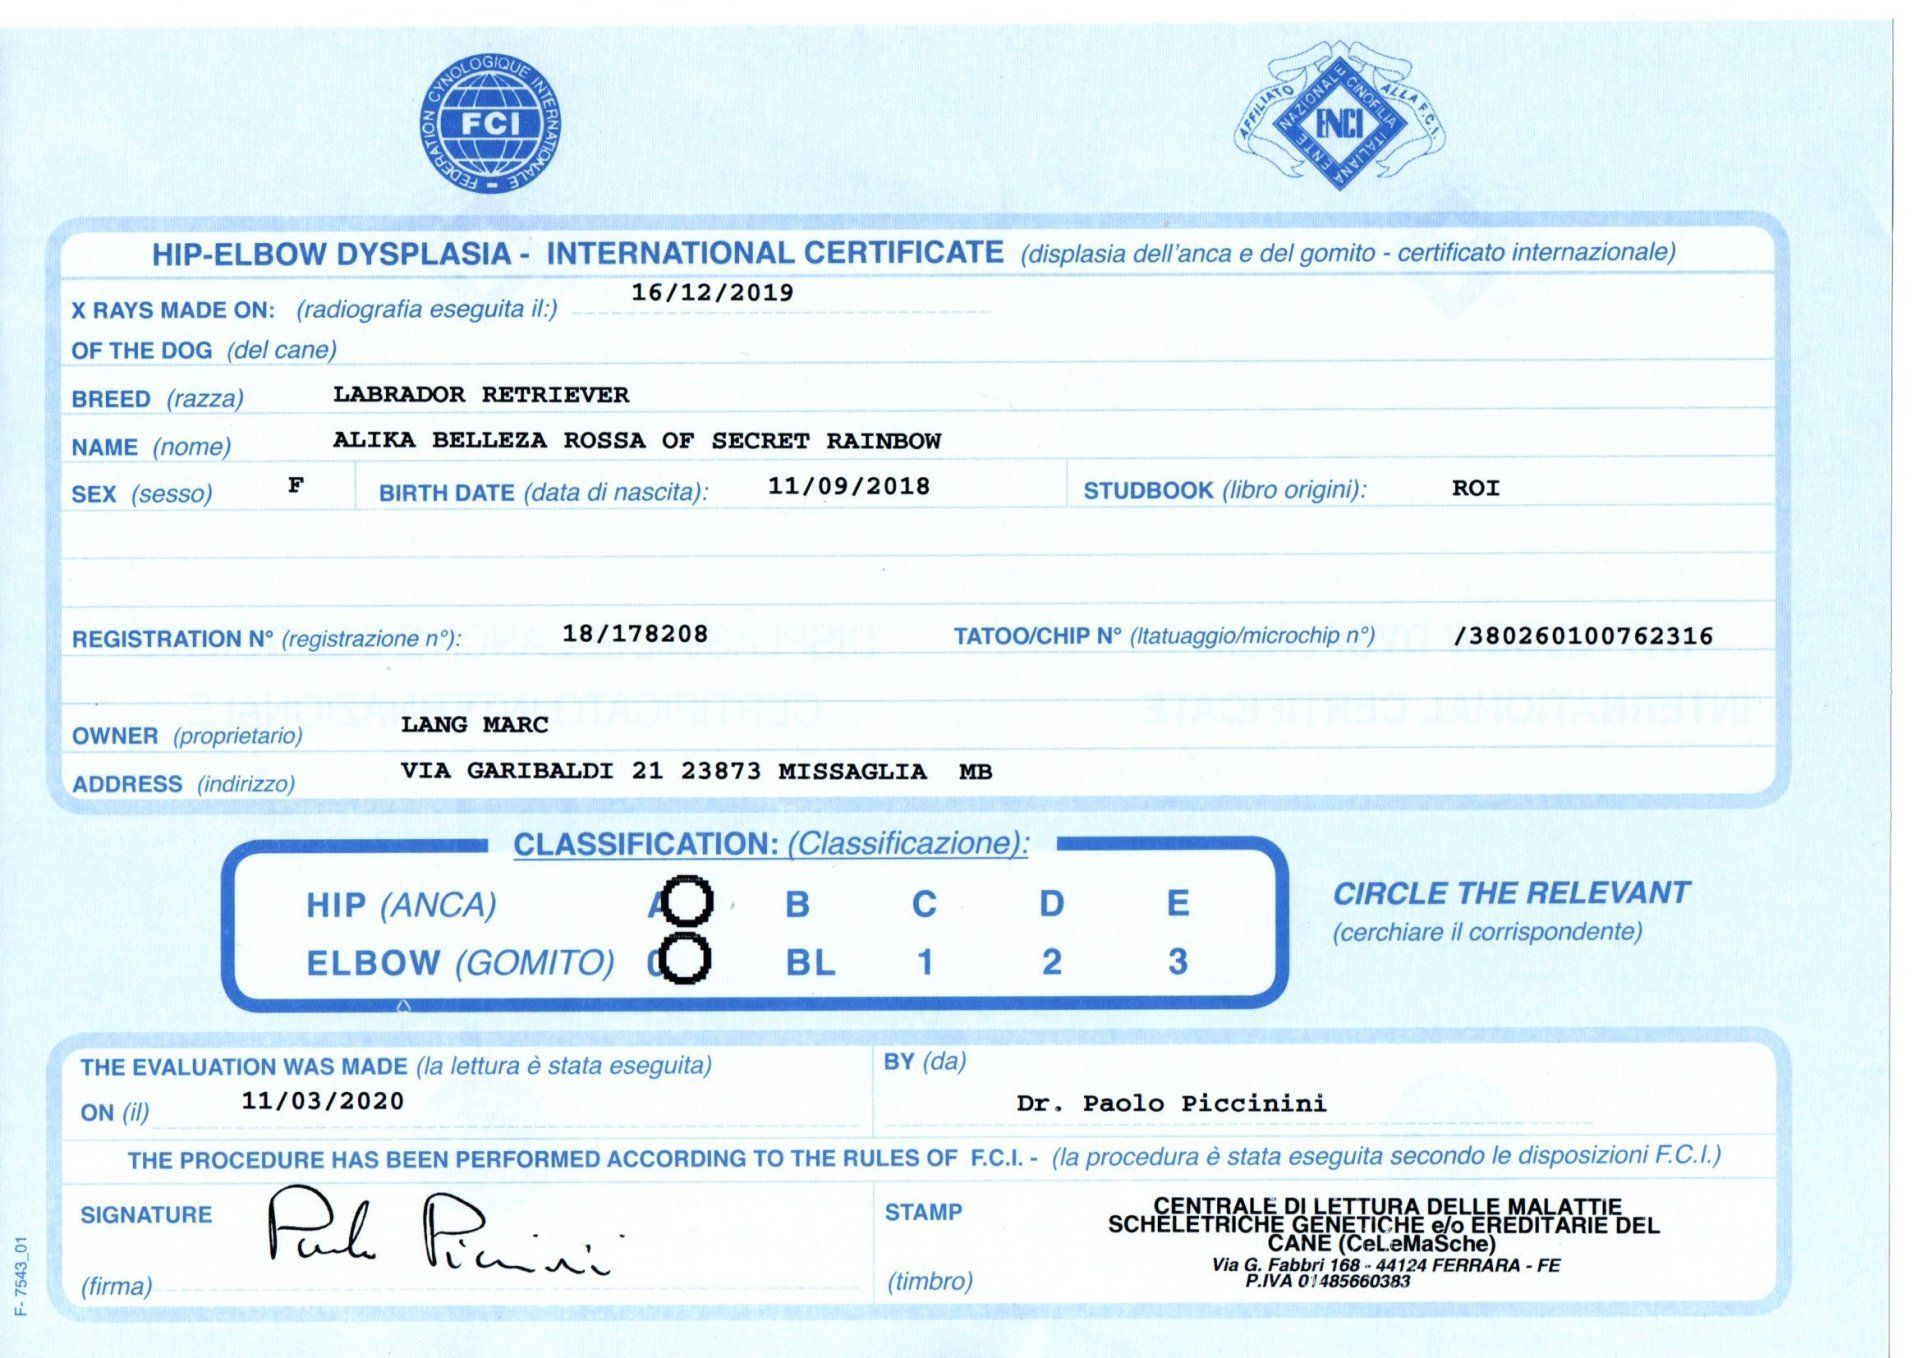 FEDERATION CYNOLOGIQUE INTERNATIONALE
FCI
AFFILIATO ALLA F.C.I.
ENTE NAZIONALE CINOFILIA ITALIANA
ENCI
HIP-ELBOW DYSPLASIA - INTERNATIONAL CERTIFICATE (displasia dell'anca e del gomito - certificato internazionale)
X RAYS MADE ON: (radiografia eseguita il:) 16/12/2019
OF THE DOG (del cane)
BREED (razza) LABRADOR RETRIEVER
NAME (nome) ALIKA BELLEZA ROSSA OF SECRET RAINBOW
SEX (sesso) F BIRTH DATE (data di nascita): 11/09/2018 STUDBOOK (libro origini): ROI
REGISTRATION N° (registrazione n°): 18/178208 TATOO/CHIP N° (ltatuaggio/microchip n°) /380260100762316
OWNER (proprietario) LANG MARC
ADDRESS (indirizzo) VIA GARIBALDI 21 23873 MISSAGLIA MB
CLASSIFICATION: (Classificazione):
HIP (ANCA) A B C D E
ELBOW (GOMITO) 0 BL 1 2 3
CIRCLE THE RELEVANT
(cerchiare il corrispondente)
THE EVALUATION WAS MADE (la lettura è stata eseguita)
ON (il) 11/03/2020
BY (da)
Dr. Paolo Piccinini
THE PROCEDURE HAS BEEN PERFORMED ACCORDING TO THE RULES OF F.C.I. - (la procedura è stata eseguita secondo le disposizioni F.C.I.)
SIGNATURE
Paolo Piccinini
(firma)
STAMP
(timbro)
CENTRALE DI LETTURA DELLE MALATTIE
SCHELETRICHE GENETICHE e/o EREDITARIE DEL
CANE (CeLeMaSche)
Via G. Fabbri 168 - 44124 FERRARA - FE
P.IVA 01485660383
F- 7543_01